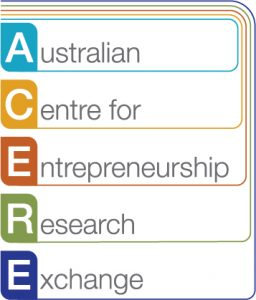 Australian
Centre for
Entrepreneurship
Research
Exchange